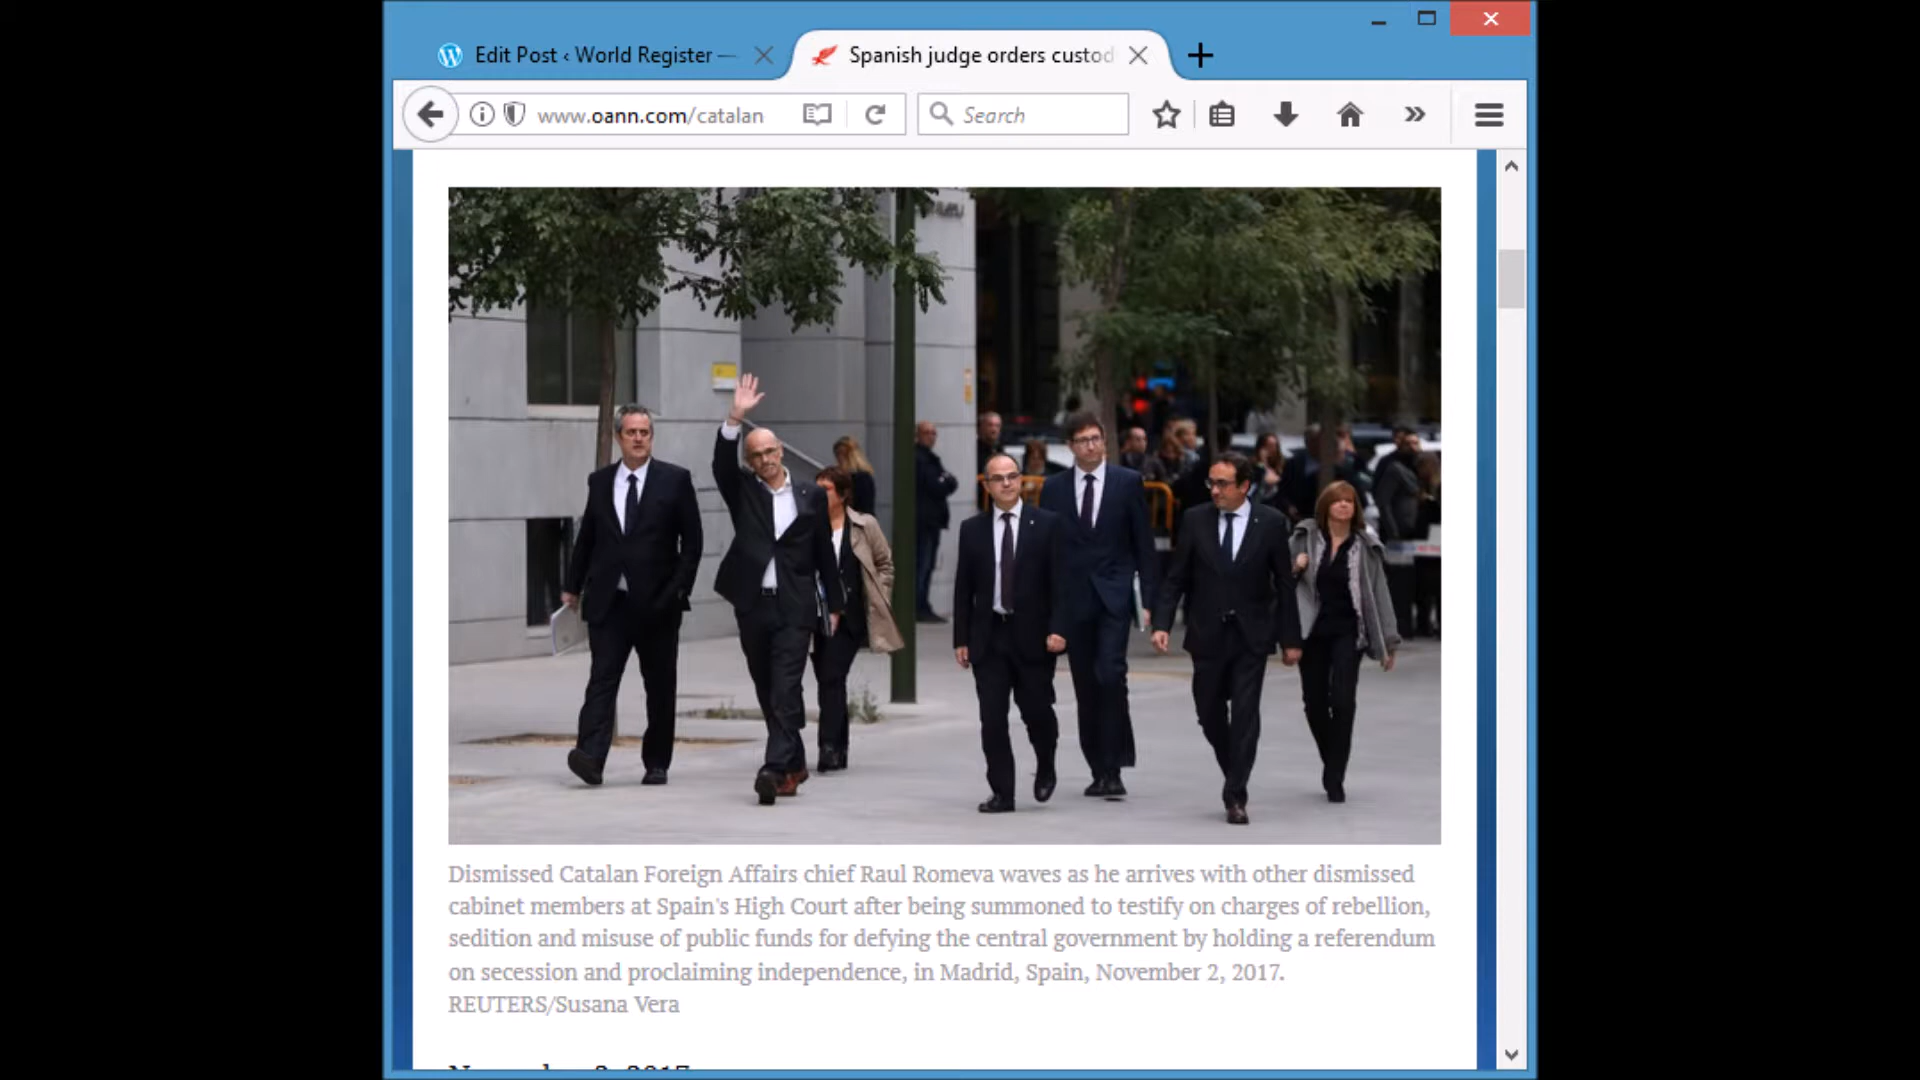 Edit Post ‹ World Register —
Spanish judge orders custod
www.oann.com/catalan
Search
Dismissed Catalan Foreign Affairs chief Raul Romeva waves as he arrives with other dismissed
cabinet members at Spain's High Court after being summoned to testify on charges of rebellion,
sedition and misuse of public funds for defying the central government by holding a referendum
on secession and proclaiming independence, in Madrid, Spain, November 2, 2017.
REUTERS/Susana Vera